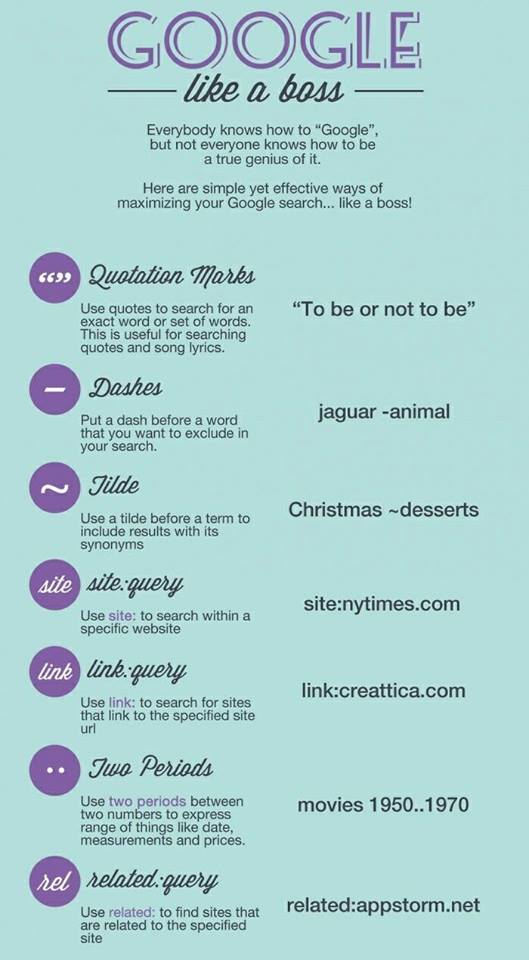 GOOGLE
like a boss
Everybody knows how to “Google”,
but not everyone knows how to be
a true genius of it.
Here are simple yet effective ways of
maximizing your Google search... like a boss!
“” Quotation Marks
Use quotes to search for an
exact word or set of words.
This is useful for searching
quotes and song lyrics.
“To be or not to be”
– Dashes
Put a dash before a word
that you want to exclude in
your search.
jaguar -animal
~ Tilde
Use a tilde before a term to
include results with its
synonyms
Christmas ~desserts
site site:query
Use site: to search within a
specific website
site:nytimes.com
link link:query
Use link: to search for sites
that link to the specified site
url
link:creattica.com
.. Two Periods
Use two periods between
two numbers to express
range of things like date,
measurements and prices.
movies 1950..1970
rel related:query
Use related: to find sites that
are related to the specified
site
related:appstorm.net